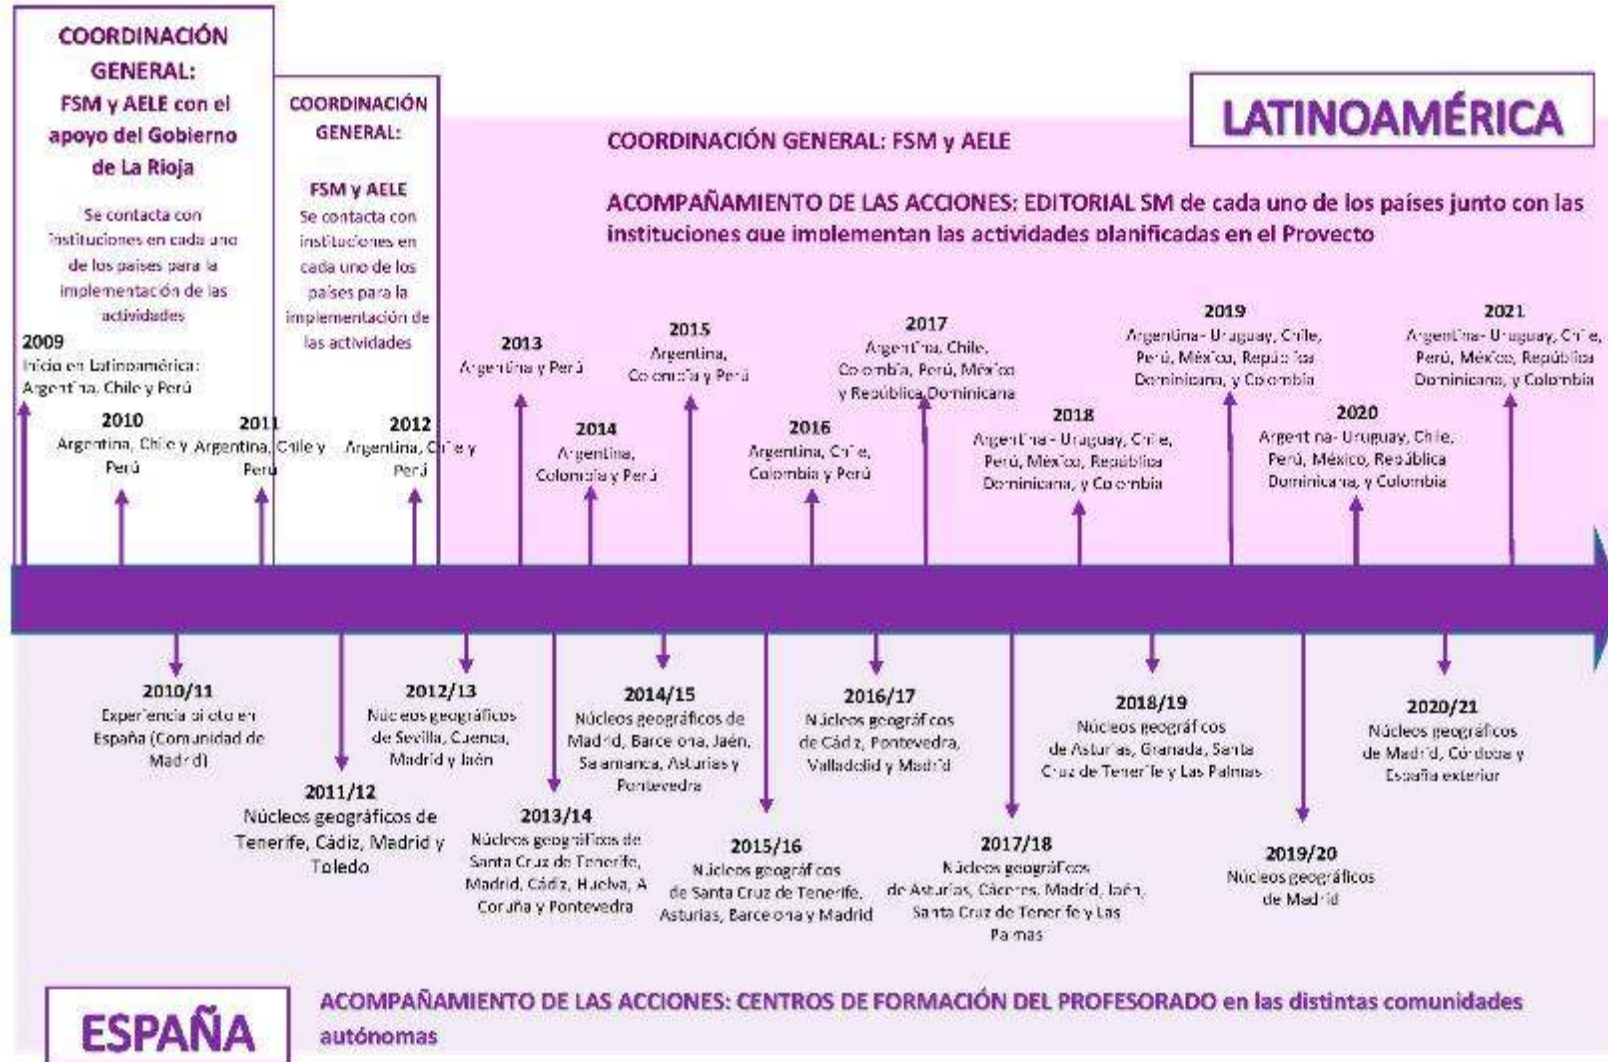 COORDINACIÓN
GENERAL:
FSM y AELE con el
apoyo del Gobierno
de La Rioja
Se contacta con
instituciones en cada uno
de los países para la
implementación de las
actividades
COORDINACIÓN
GENERAL:
FSM y AELE
Se contacta con
instituciones en
cada uno de los
países para la
implementación de
las actividades
LATINOAMÉRICA
COORDINACIÓN GENERAL: FSM y AELE
ACOMPAÑAMIENTO DE LAS ACCIONES: EDITORIAL SM de cada uno de los países junto con las
instituciones que implementan las actividades planificadas en el Proyecto
2009
Inicio en Latinoamérica:
Argentina, Chile y Perú
2010
Argentina, Chile y
Perú
2011
Argentina, Chile y
Perú
2012
Argentina, Chile y
Perú
2013
Argentina y Perú
2014
Argentina,
Colombia y Perú
2015
Argentina,
Colombia y Perú
2016
Argentina, Chile,
Colombia y Perú
2017
Argentina, Chile,
Colombia, Perú, México
y República Dominicana
2018
Argentina- Uruguay, Chile,
Perú, México, República
Dominicana, y Colombia
2019
Argentina- Uruguay, Chile,
Perú, México, República
Dominicana, y Colombia
2020
Argentina- Uruguay, Chile,
Perú, México, República
Dominicana, y Colombia
2021
Argentina- Uruguay, Chile,
Perú, México, República
Dominicana, y Colombia
2010/11
Experiencia piloto en
España (Comunidad de
Madrid)
2011/12
Núcleos geográficos de
Tenerife, Cádiz, Madrid y
Toledo
2012/13
Núcleos geográficos
de Sevilla, Cuenca,
Madrid y Jaén
2013/14
Núcleos geográficos de
Santa Cruz de Tenerife,
Madrid, Cádiz, Huelva, A
Coruña y Pontevedra
2014/15
Núcleos geográficos de
Madrid, Barcelona, Jaén,
Salamanca, Asturias y
Pontevedra
2015/16
Núcleos geográficos
de Santa Cruz de Tenerife,
Asturias, Barcelona y Madrid
2016/17
Núcleos geográficos
de Cádiz, Pontevedra,
Valladolid y Madrid
2017/18
Núcleos geográficos
de Asturias, Cáceres, Madrid, Jaén,
Santa Cruz de Tenerife y Las
Palmas
2018/19
Núcleos geográficos
de Asturias, Granada, Santa
Cruz de Tenerife y Las Palmas
2019/20
Núcleos geográficos
de Madrid
2020/21
Núcleos geográficos
de Madrid, Córdoba y
España exterior
ESPAÑA
ACOMPAÑAMIENTO DE LAS ACCIONES: CENTROS DE FORMACIÓN DEL PROFESORADO en las distintas comunidades
autónomas